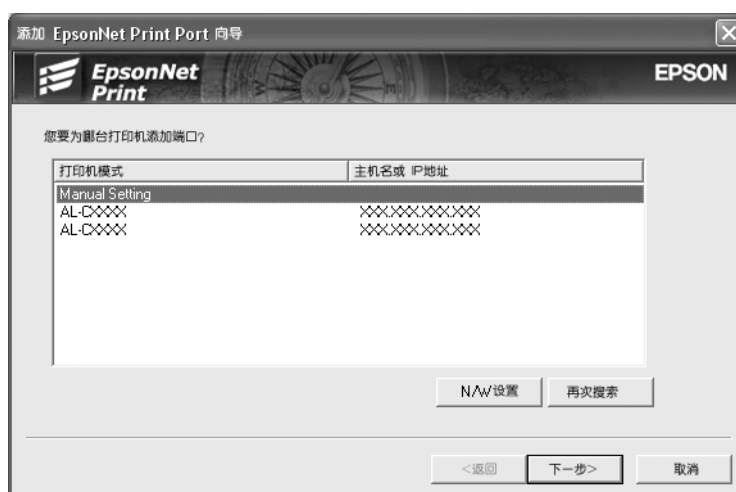 添加 EpsonNet Print Port 向导
EpsonNet
Print
EPSON
您要为哪台打印机添加端口?
打印机模式 主机名或 IP地址
Manual Setting
AL-CXXXX XXX.XXX.XXX.XXX
AL-CXXXX XXX.XXX.XXX.XXX
N/W设置 再次搜索
<返回 下一步> 取消